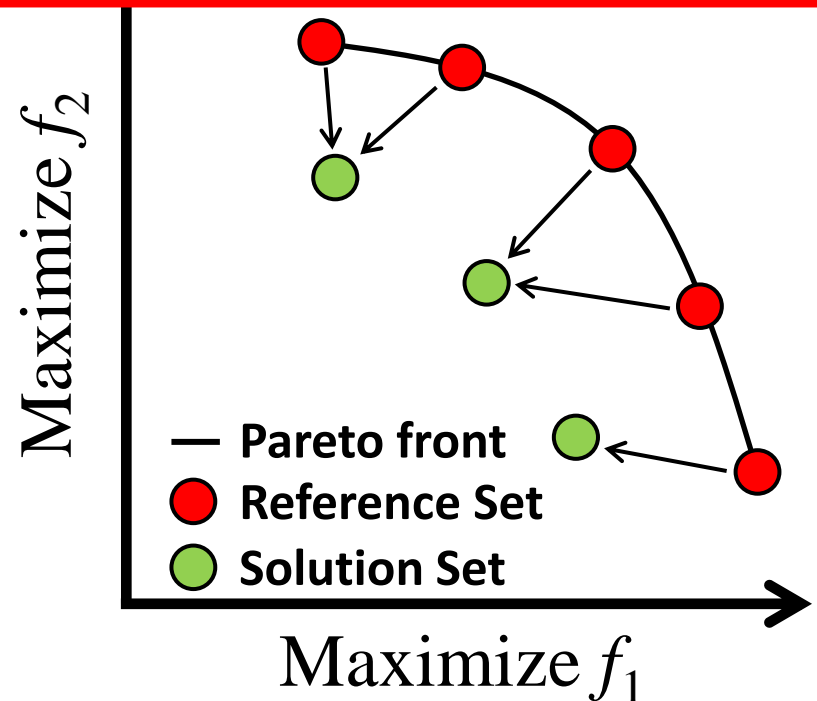 Maximize f₂
Pareto front
Reference Set
Solution Set
Maximize f₁